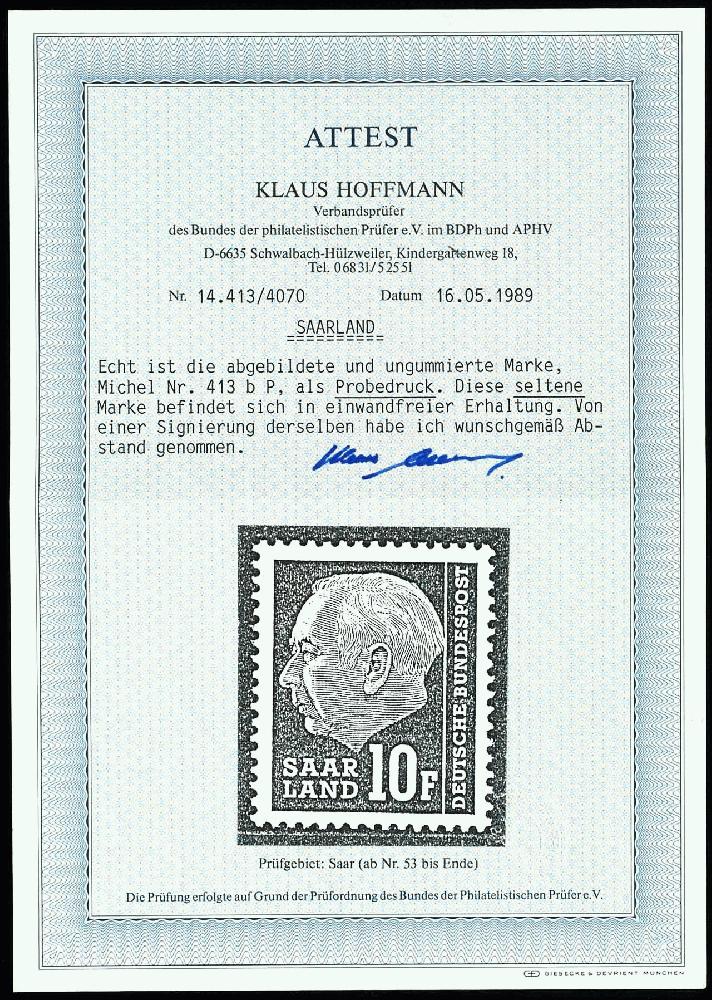 ATTEST
KLAUS HOFFMANN
Verbandsprüfer
des Bundes der philatelistischen Prüfer e.V. im BDPh und APHV
D-6635 Schwalbach-Hülzweiler, Kindergartenweg 18,
Tel. 06831/52551
Nr. 14.413/4070 Datum 16.05.1989
SAARLAND
Echt ist die abgebildete und ungummierte Marke,
Michel Nr. 413 b P, als Probedruck. Diese seltene
Marke befindet sich in einwandfreier Erhaltung. Von
einer Signierung derselben habe ich wunschgemäß Ab-
stand genommen.
Klaus
DEUTSCHE BUNDESPOST
SAAR
LAND 10F
Prüfgebiet: Saar (ab Nr. 53 bis Ende)
Die Prüfung erfolgte auf Grund der Prüfordnung des Bundes der Philatelistischen Prüfer e.V.
GIESECKE & DEVRIENT MÜNCHEN